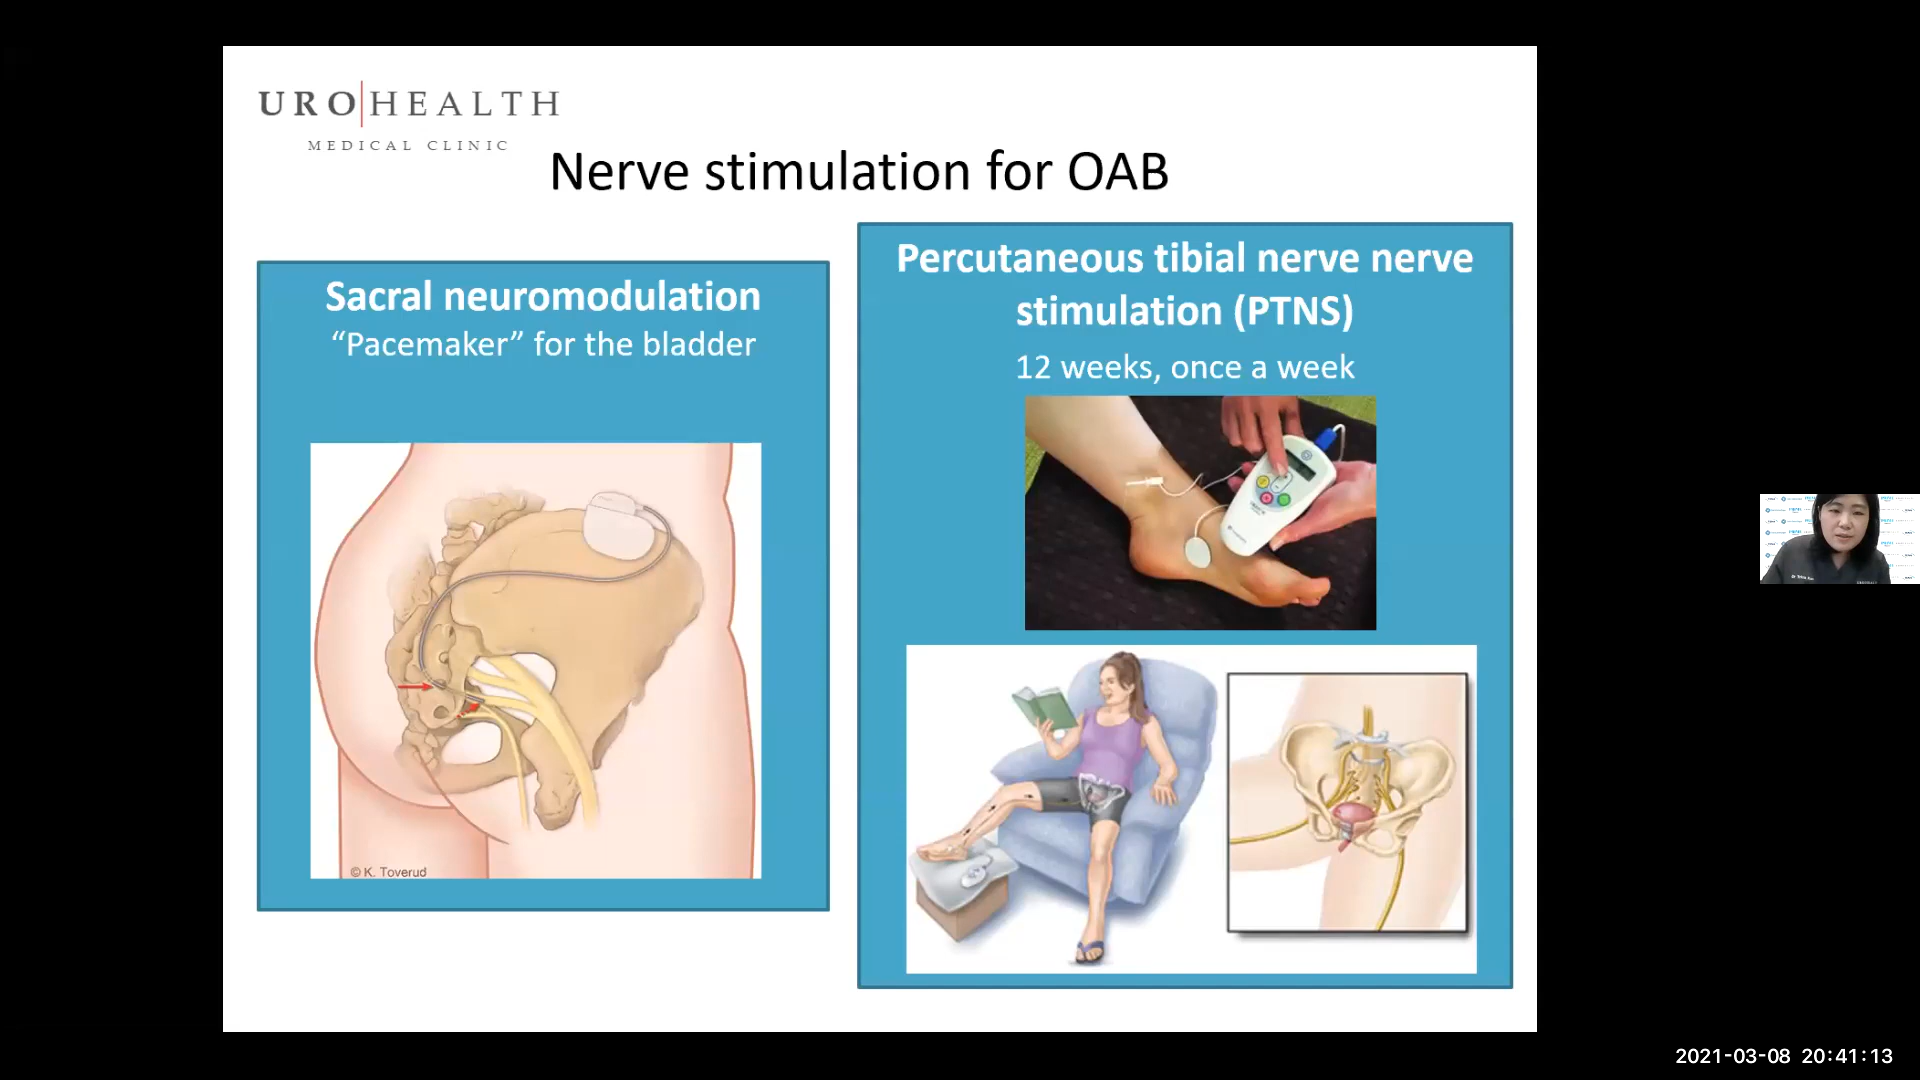 URO|HEALTH
MEDICAL CLINIC
Nerve stimulation for OAB
Sacral neuromodulation
“Pacemaker” for the bladder
© K. Toverud
Percutaneous tibial nerve nerve
stimulation (PTNS)
12 weeks, once a week
2021-03-08 20:41:13